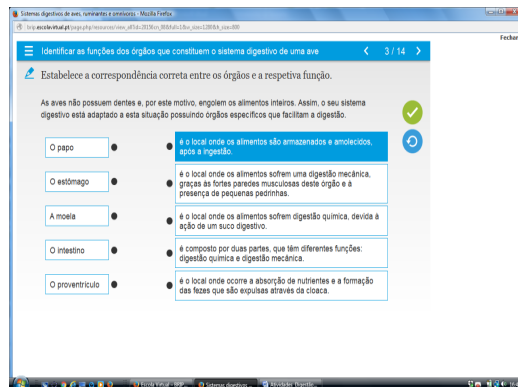 Sistemas digestivos de aves, ruminantes e omnívoros - Mozilla Firefox
Fechar
Identificar as funções dos órgãos que constituem o sistema digestivo de uma ave
3 / 14
Estabelece a correspondência correta entre os órgãos e a respetiva função.
As aves não possuem dentes e, por este motivo, engolem os alimentos inteiros. Assim, o seu sistema
digestivo está adaptado a esta situação possuindo órgãos específicos que facilitam a digestão.
O papo
é o local onde os alimentos são armazenados e amolecidos,
após a ingestão.
O estômago
é o local onde os alimentos sofrem uma digestão mecânica,
graças às fortes paredes musculosas deste órgão e à
presença de pequenas pedrinhas.
A moela
é o local onde os alimentos sofrem digestão química, devida à
ação de um suco digestivo.
O intestino
é composto por duas partes, que têm diferentes funções:
digestão química e digestão mecânica.
O proventrículo
é o local onde ocorre a absorção de nutrientes e a formação
das fezes que são expulsas através da cloaca.
Sistemas digestivos ...